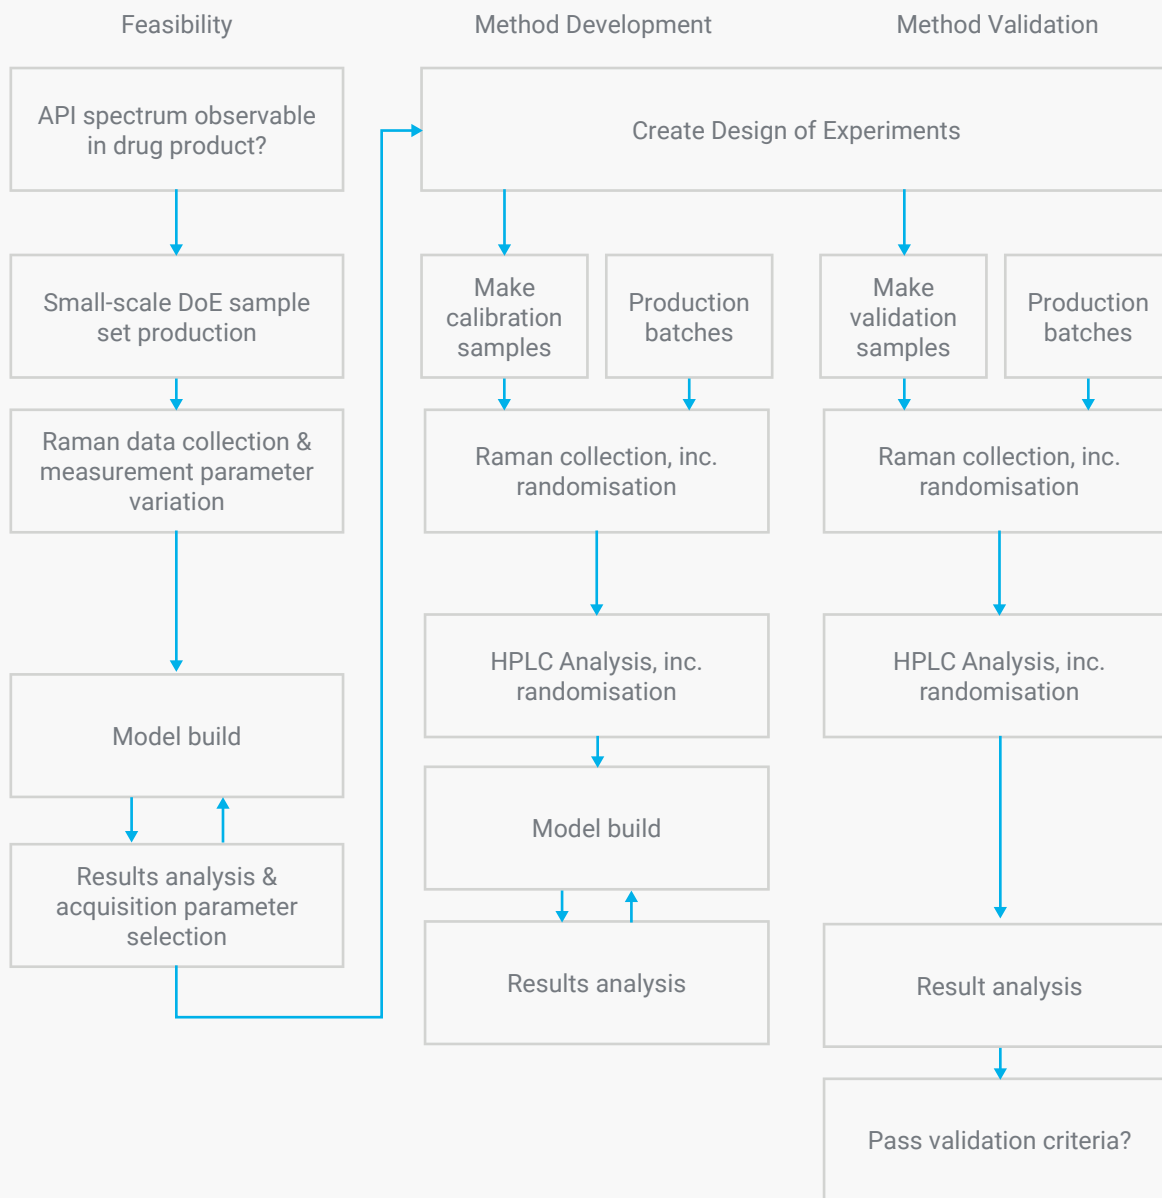 Feasibility
API spectrum observable
in drug product?
Small-scale DoE sample
set production
Raman data collection &
measurement parameter
variation
Model build
Results analysis &
acquisition parameter
selection
Method Development
Method Validation
Create Design of Experiments
Make
calibration
samples
Production
batches
Raman collection, inc.
randomisation
HPLC Analysis, inc.
randomisation
Model build
Results analysis
Make
validation
samples
Production
batches
Raman collection, inc.
randomisation
HPLC Analysis, inc.
randomisation
Result analysis
Pass validation criteria?